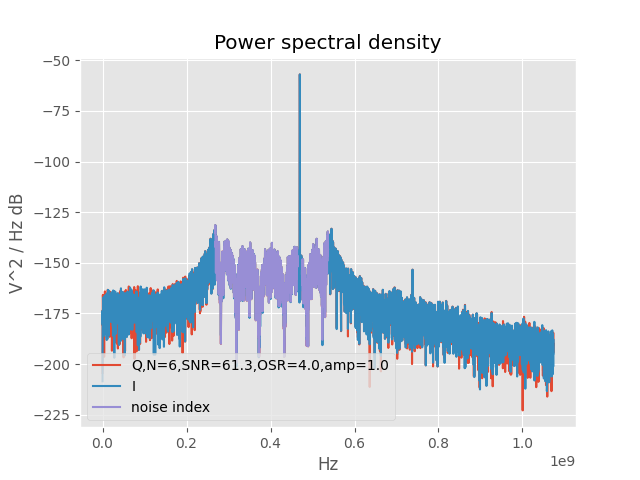 Power spectral density
V^2 / Hz dB
−50
−75
−100
−125
−150
−175
−200
−225
Q,N=6,SNR=61.3,OSR=4.0,amp=1.0
I
noise index
0.0 0.2 0.4 0.6 0.8 1.0
1e9
Hz